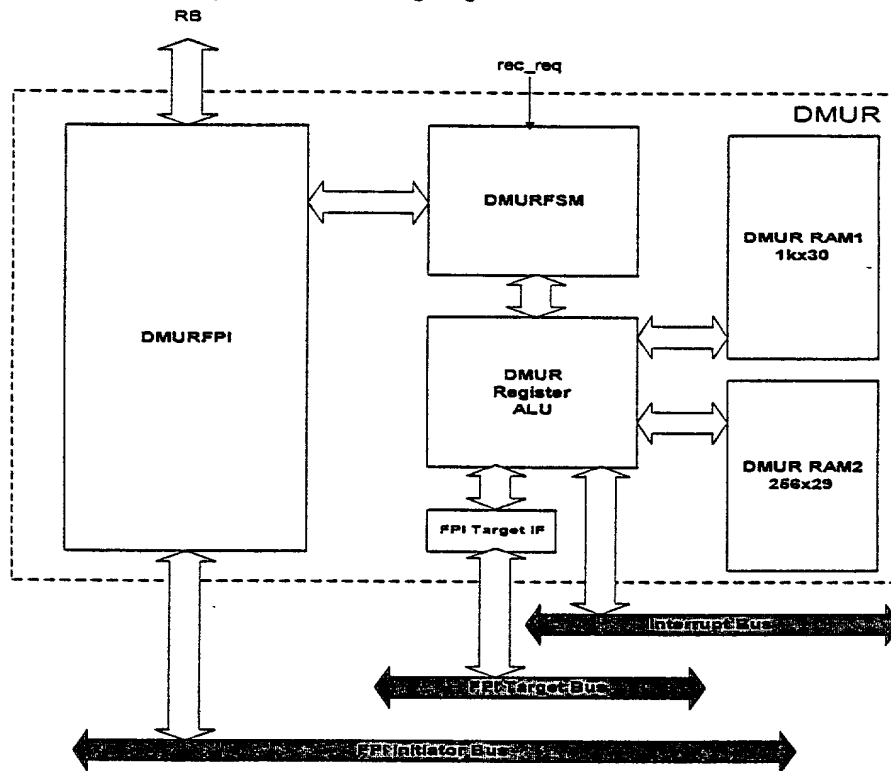 RB
rec_req
DMUR
DMURFSM
DMUR RAM1
1kx30
DMURFPI
DMUR
Register
ALU
DMUR RAM2
256x29
FPI Target IF
Interrupt Bus
FPI Target Bus
FPI Initiator Bus